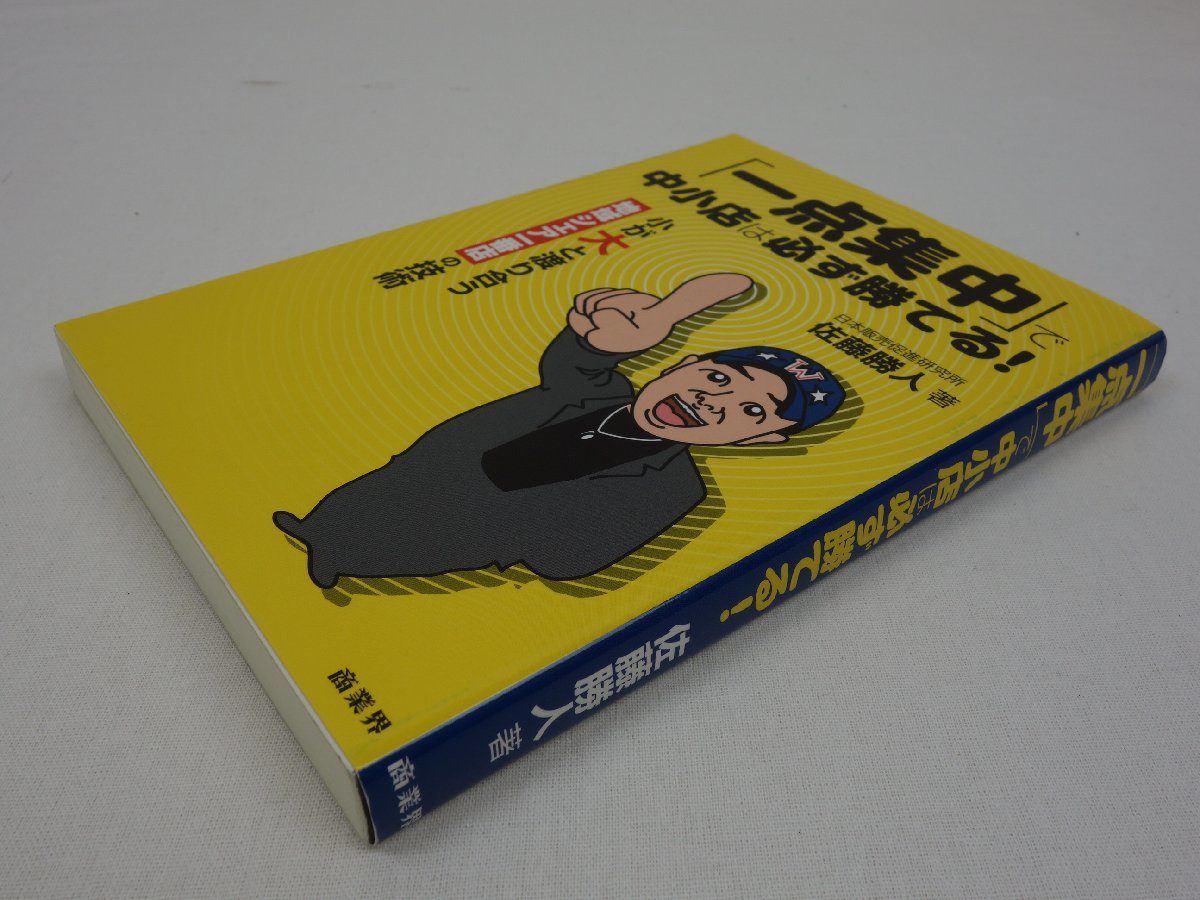 「一点集中」で
中小店は必ず勝てる!
小が大と渡り合う
地域シェア一番店の技術
日本販売促進研究所
佐藤勝人 著
W
商業界
「一点集中」で中小店は必ず勝てる! 佐藤勝人 著 商業界